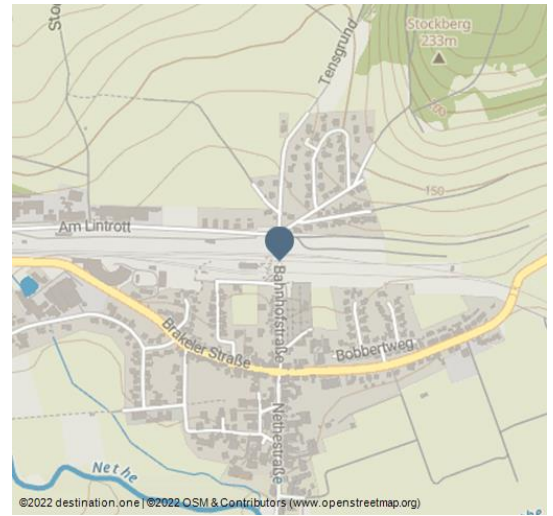 Sto
Stockberg
233m
Tensgrund
150
Am Lintrott
Bahnhofstraße
Brakeler Straße
Bobbertweg
Nethestraße
Nethe
©2022 destination.one | ©2022 OSM & Contributors (www.openstreetmap.org)